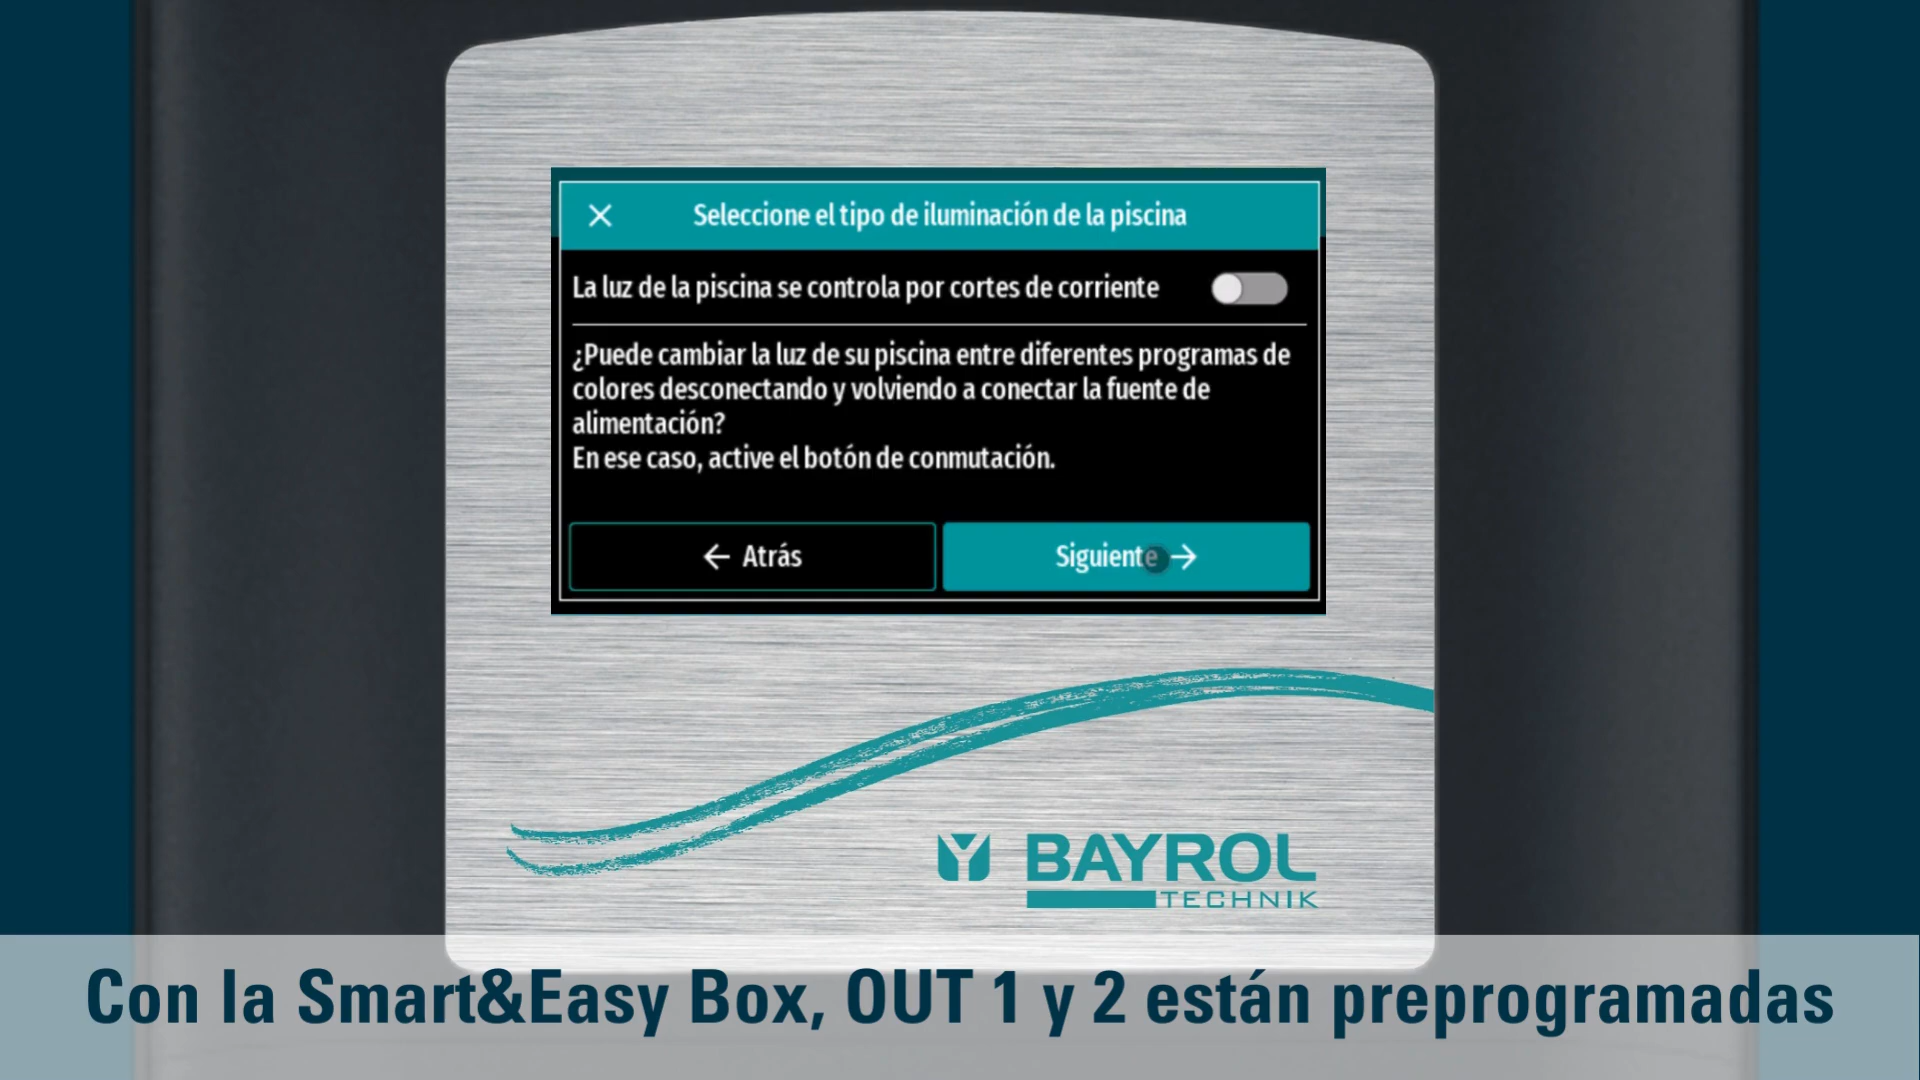 Seleccione el tipo de iluminación de la piscina
La luz de la piscina se controla por cortes de corriente
¿Puede cambiar la luz de su piscina entre diferentes programas de
colores desconectando y volviendo a conectar la fuente de
alimentación?
En ese caso, active el botón de conmutación.
← Atrás
Siguiente →
BAYROL
TECHNIK
Con la Smart&Easy Box, OUT 1 y 2 están preprogramadas